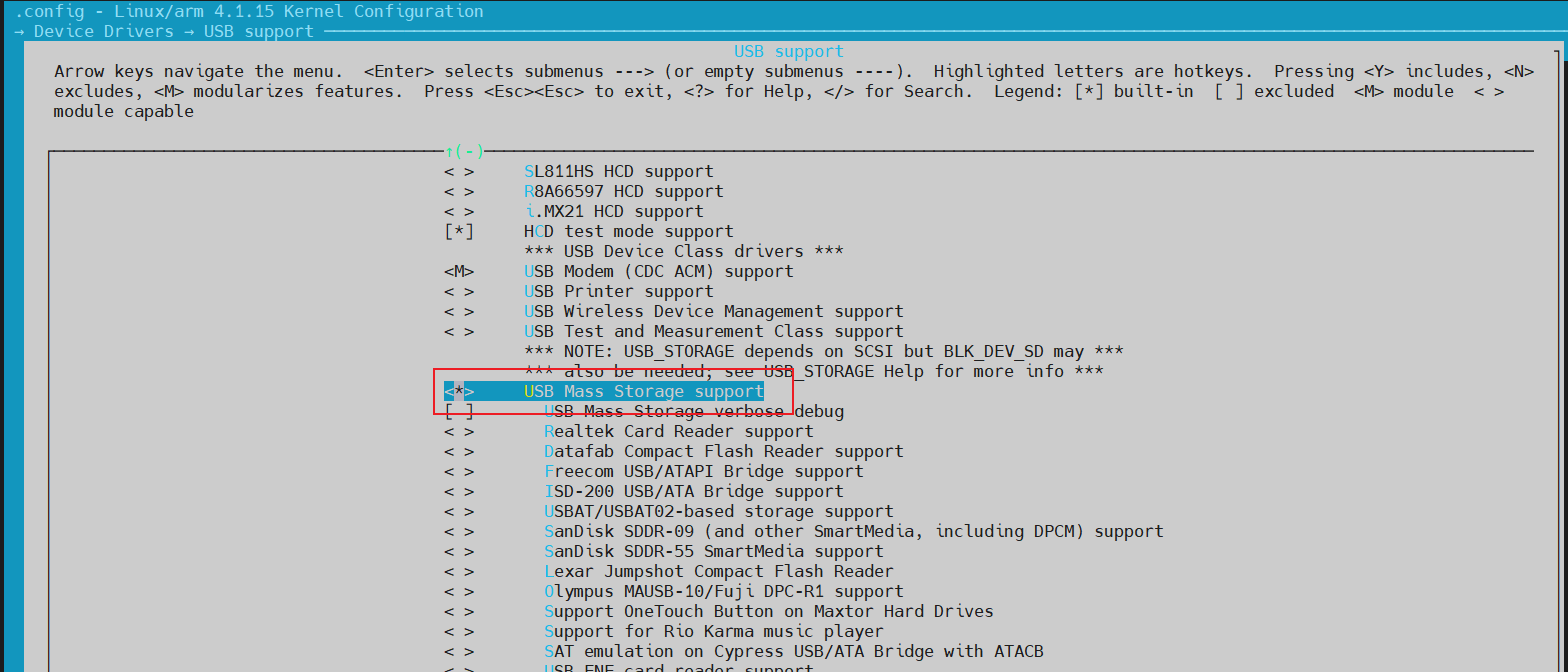 .config - Linux/arm 4.1.15 Kernel Configuration
→ Device Drivers → USB support
USB support
Arrow keys navigate the menu.  <Enter> selects submenus ---> (or empty submenus ----).  Highlighted letters are hotkeys.  Pressing <Y> includes, <N>
excludes, <M> modularizes features.  Press <Esc><Esc> to exit, <?> for Help, </> for Search.  Legend: [*] built-in  [ ] excluded  <M> module  < >
module capable
↑(-)
< >     SL811HS HCD support
< >     R8A66597 HCD support
< >     i.MX21 HCD support
[*]     HCD test mode support
*** USB Device Class drivers ***
<M>     USB Modem (CDC ACM) support
< >     USB Printer support
< >     USB Wireless Device Management support
< >     USB Test and Measurement Class support
*** NOTE: USB_STORAGE depends on SCSI but BLK_DEV_SD may ***
*** also be needed; see USB_STORAGE Help for more info ***
<*>     USB Mass Storage support
[ ]       USB Mass Storage verbose debug
< >       Realtek Card Reader support
< >       Datafab Compact Flash Reader support
< >       Freecom USB/ATAPI Bridge support
< >       ISD-200 USB/ATA Bridge support
< >       USBAT/USBAT02-based storage support
< >       SanDisk SDDR-09 (and other SmartMedia, including DPCM) support
< >       SanDisk SDDR-55 SmartMedia support
< >       Lexar Jumpshot Compact Flash Reader
< >       Olympus MAUSB-10/Fuji DPC-R1 support
< >       Support OneTouch Button on Maxtor Hard Drives
< >       Support for Rio Karma music player
< >       SAT emulation on Cypress USB/ATA Bridge with ATACB
< >       USB ENE card reader support